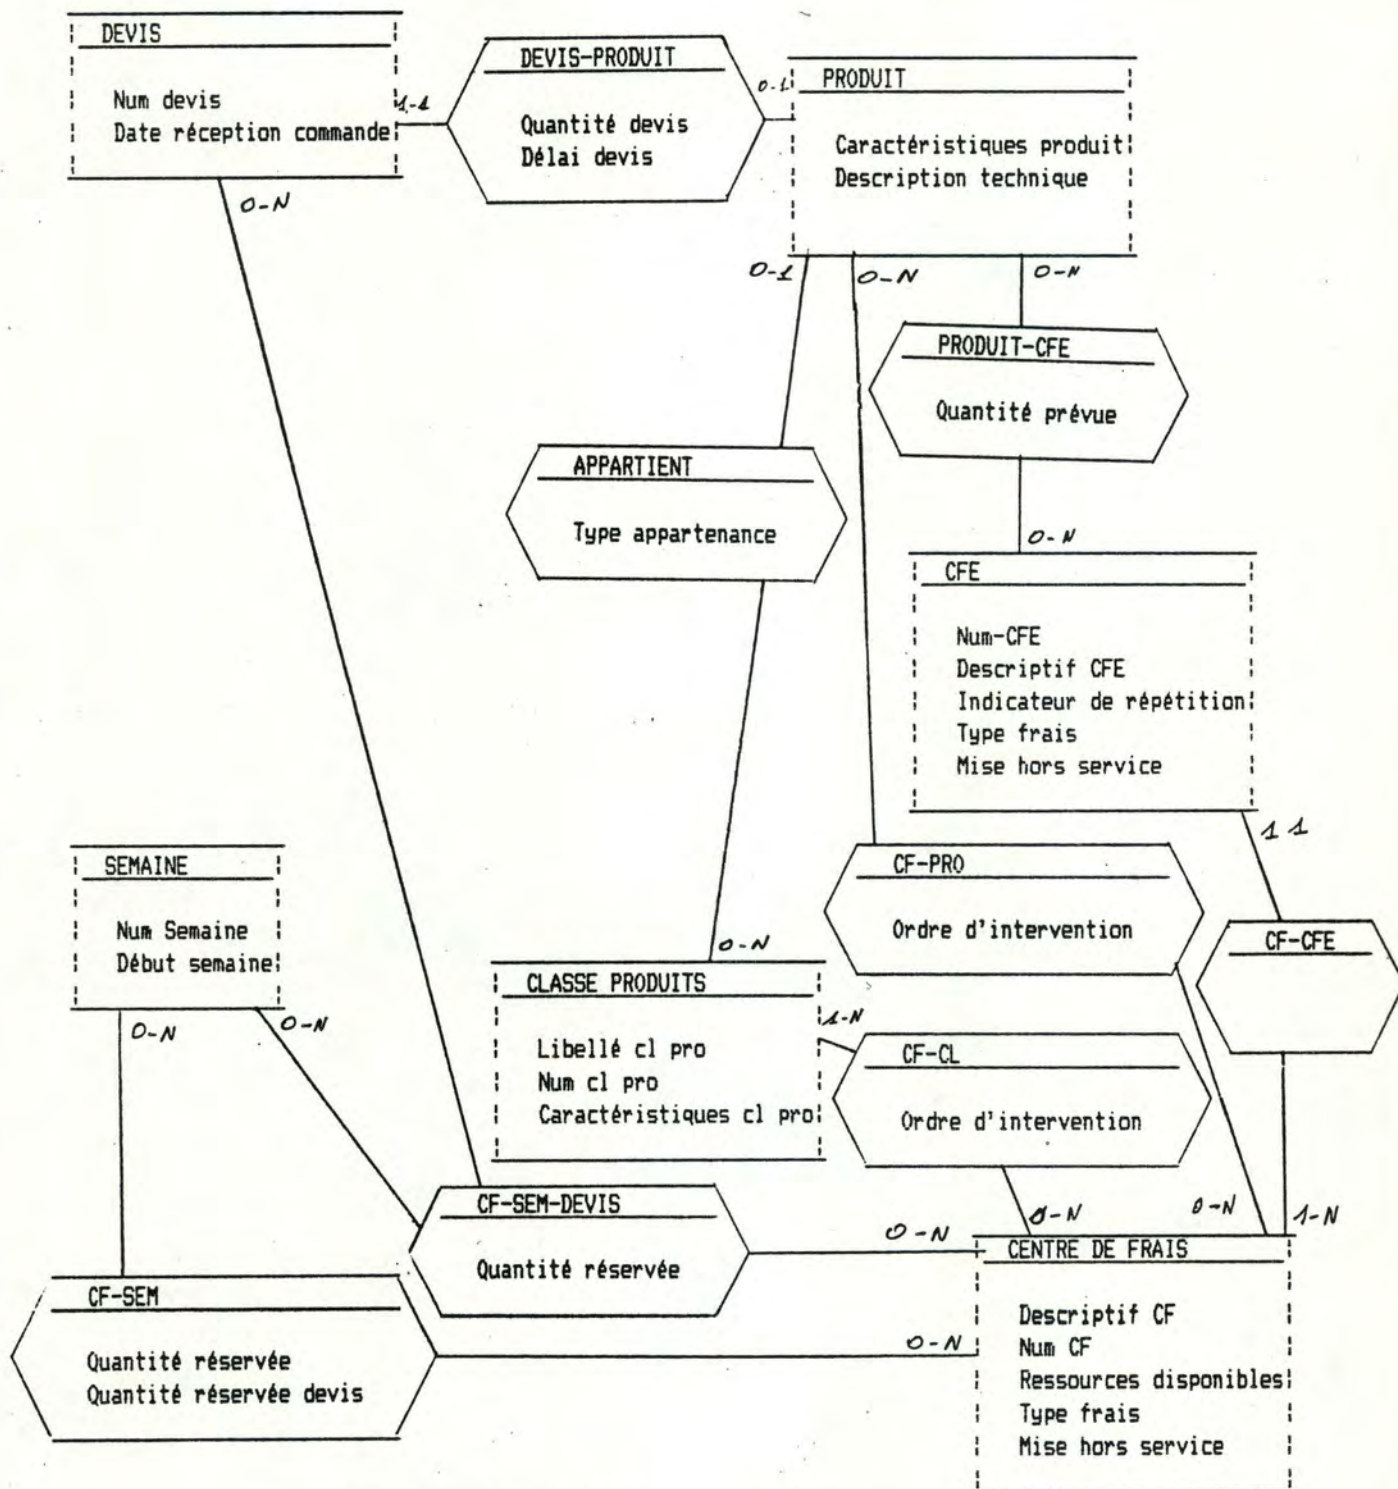 DEVIS
Num devis
Date réception commande
1-1
DEVIS-PRODUIT
Quantité devis
Délai devis
0-1
PRODUIT
Caractéristiques produit
Description technique
0-N
0-1
0-N
0-N
PRODUIT-CFE
Quantité prévue
APPARTIENT
Type appartenance
0-N
CFE
Num-CFE
Descriptif CFE
Indicateur de répétition
Type frais
Mise hors service
1 1
SEMAINE
Num Semaine
Début semaine
0-N
0-N
CF-PRO
Ordre d'intervention
CF-CFE
0-N
CLASSE PRODUITS
Libellé cl pro
Num cl pro
Caractéristiques cl pro
1-N
CF-CL
Ordre d'intervention
CF-SEM-DEVIS
Quantité réservée
0-N
0-N
0-N
1-N
CENTRE DE FRAIS
Descriptif CF
Num CF
Ressources disponibles
Type frais
Mise hors service
CF-SEM
Quantité réservée
Quantité réservée devis
0-N